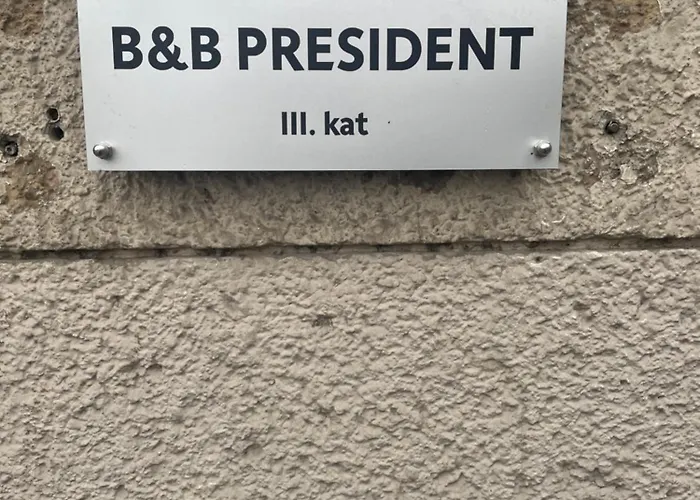 B&B PRESIDENT
III. kat